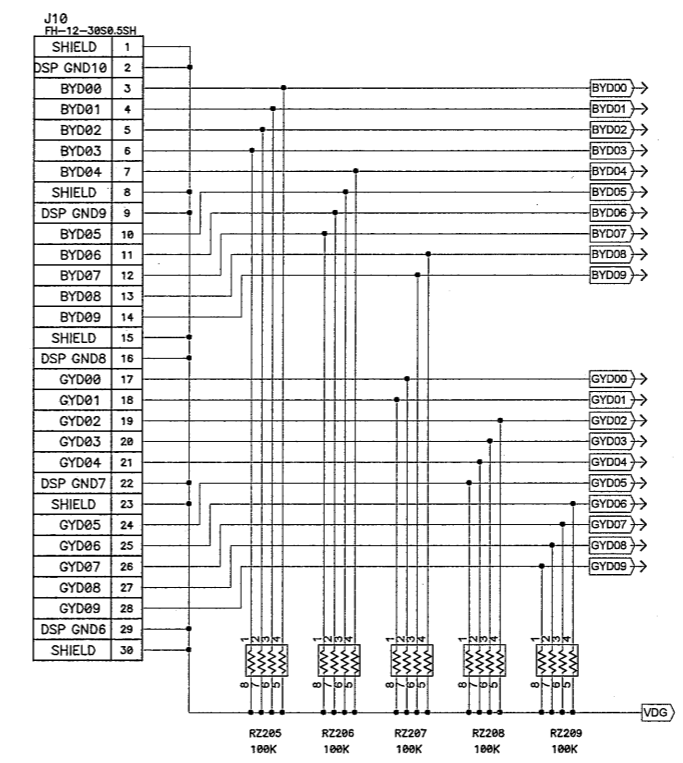 J10
FH-12-30S0.5SH
SHIELD 1
DSP GND10 2
BYD00 3 BYD00
BYD01 4 BYD01
BYD02 5 BYD02
BYD03 6 BYD03
BYD04 7 BYD04
SHIELD 8 BYD05
DSP GND9 9 BYD06
BYD05 10 BYD07
BYD06 11 BYD08
BYD07 12 BYD09
BYD08 13
BYD09 14
SHIELD 15
DSP GND8 16
GYD00 17 GYD00
GYD01 18 GYD01
GYD02 19 GYD02
GYD03 20 GYD03
GYD04 21 GYD04
DSP GND7 22 GYD05
SHIELD 23 GYD06
GYD05 24 GYD07
GYD06 25 GYD08
GYD07 26 GYD09
GYD08 27
GYD09 28
DSP GND6 29
SHIELD 30
1 2 3 4 1 2 3 4 1 2 3 4 1 2 3 4 1 2 3 4
8 7 6 5 8 7 6 5 8 7 6 5 8 7 6 5 8 7 6 5
VDG
RZ205 RZ206 RZ207 RZ208 RZ209
100K 100K 100K 100K 100K